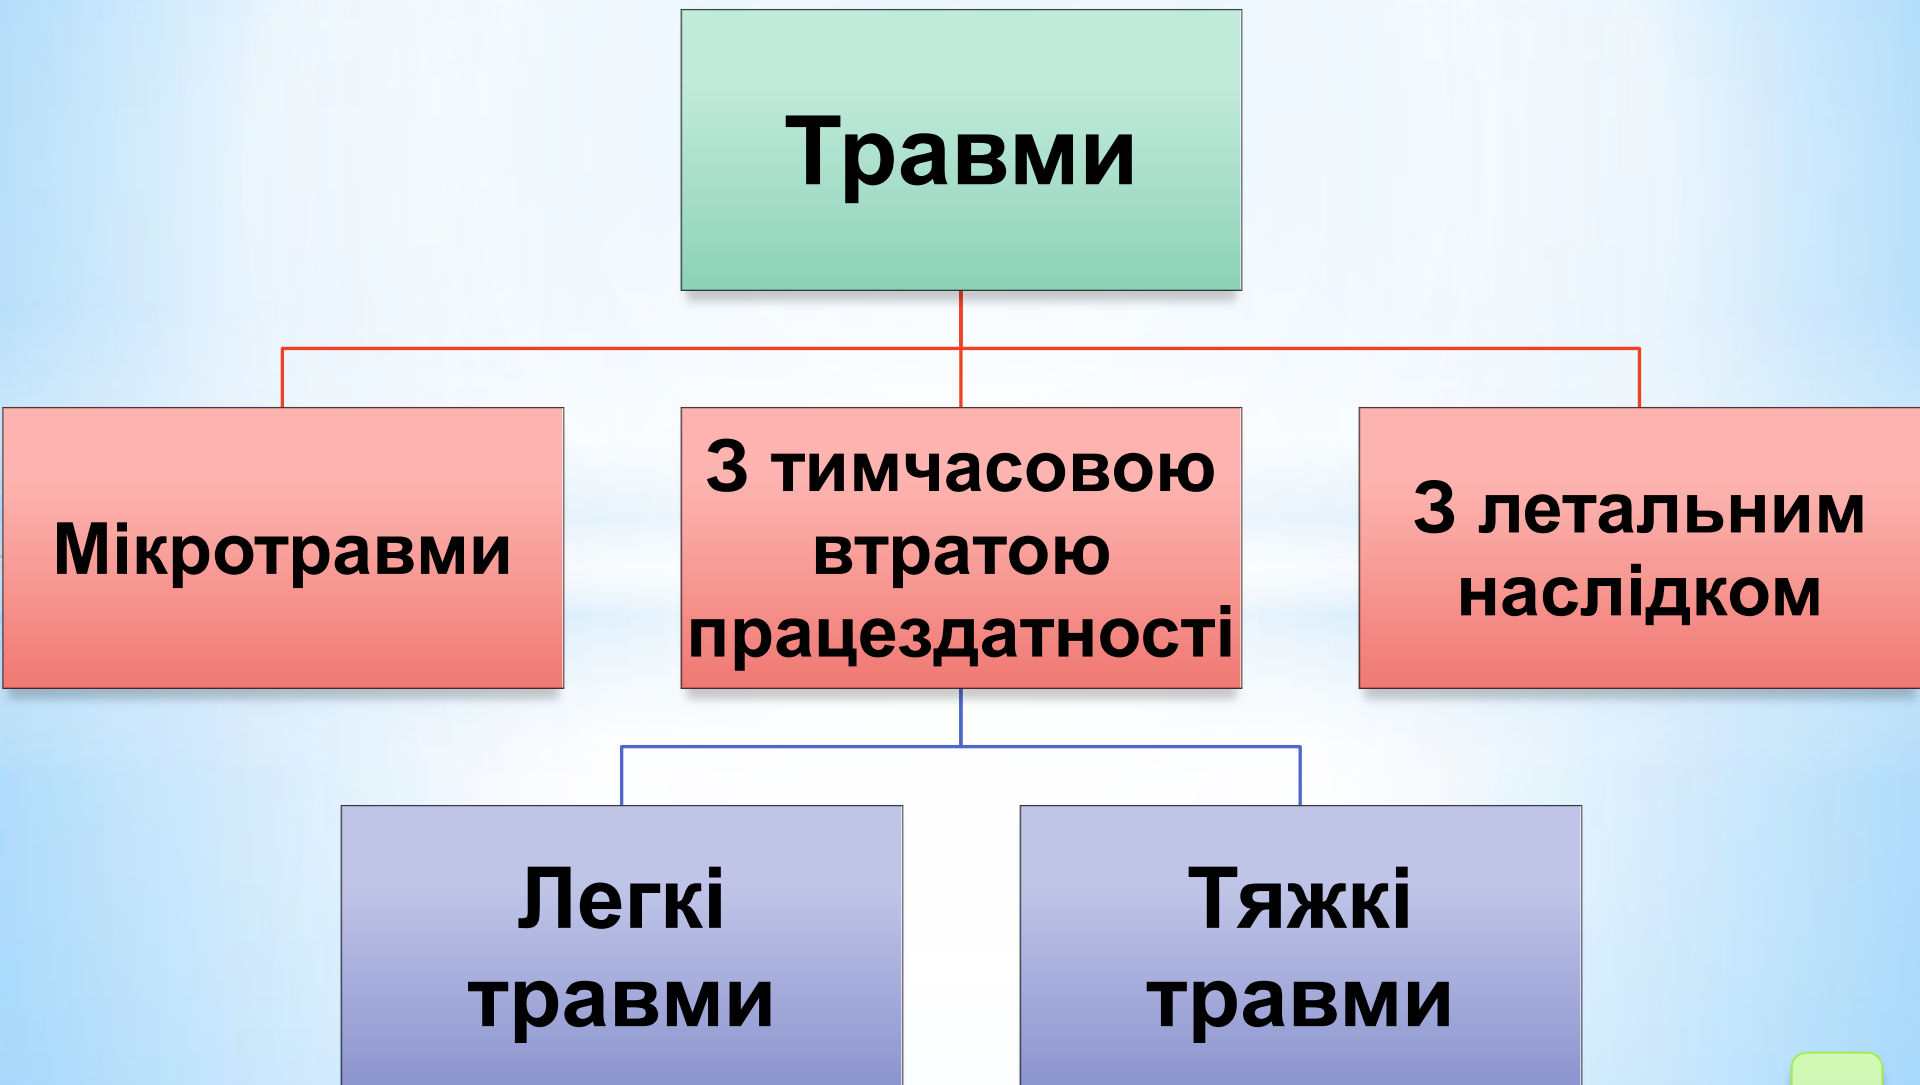 Травми
Мікротравми
З тимчасовою
втратою
працездатності
З летальним
наслідком
Легкі
травми
Тяжкі
травми